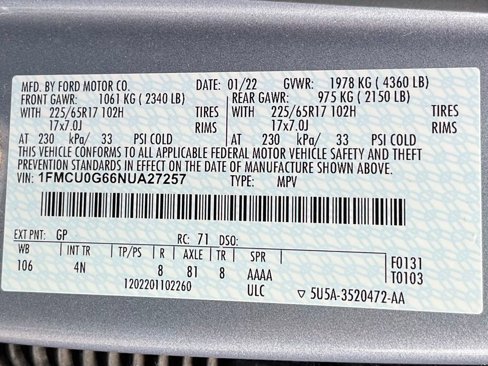 MFD. BY FORD MOTOR CO. DATE: 01/22 GVWR: 1978 KG ( 4360 LB)
FRONT GAWR: 1061 KG ( 2340 LB) REAR GAWR: 975 KG ( 2150 LB)
WITH 225/65R17 102H TIRES WITH 225/65R17 102H TIRES
17x7.0J RIMS 17x7.0J RIMS
AT 230 kPa/ 33 PSI COLD AT 230 kPa/ 33 PSI COLD
THIS VEHICLE CONFORMS TO ALL APPLICABLE FEDERAL MOTOR VEHICLE SAFETY AND THEFT
PREVENTION STANDARDS IN EFFECT ON THE DATE OF MANUFACTURE SHOWN ABOVE.
VIN: 1FMCU0G66NUA27257 TYPE: MPV
EXT PNT: GP RC: 71 DSO:
WB INT TR TP/PS R AXLE TR SPR
106 4N 8 81 8 AAAA F0131
T0103
1202201102260 ULC ▽ 5U5A-3520472-AA